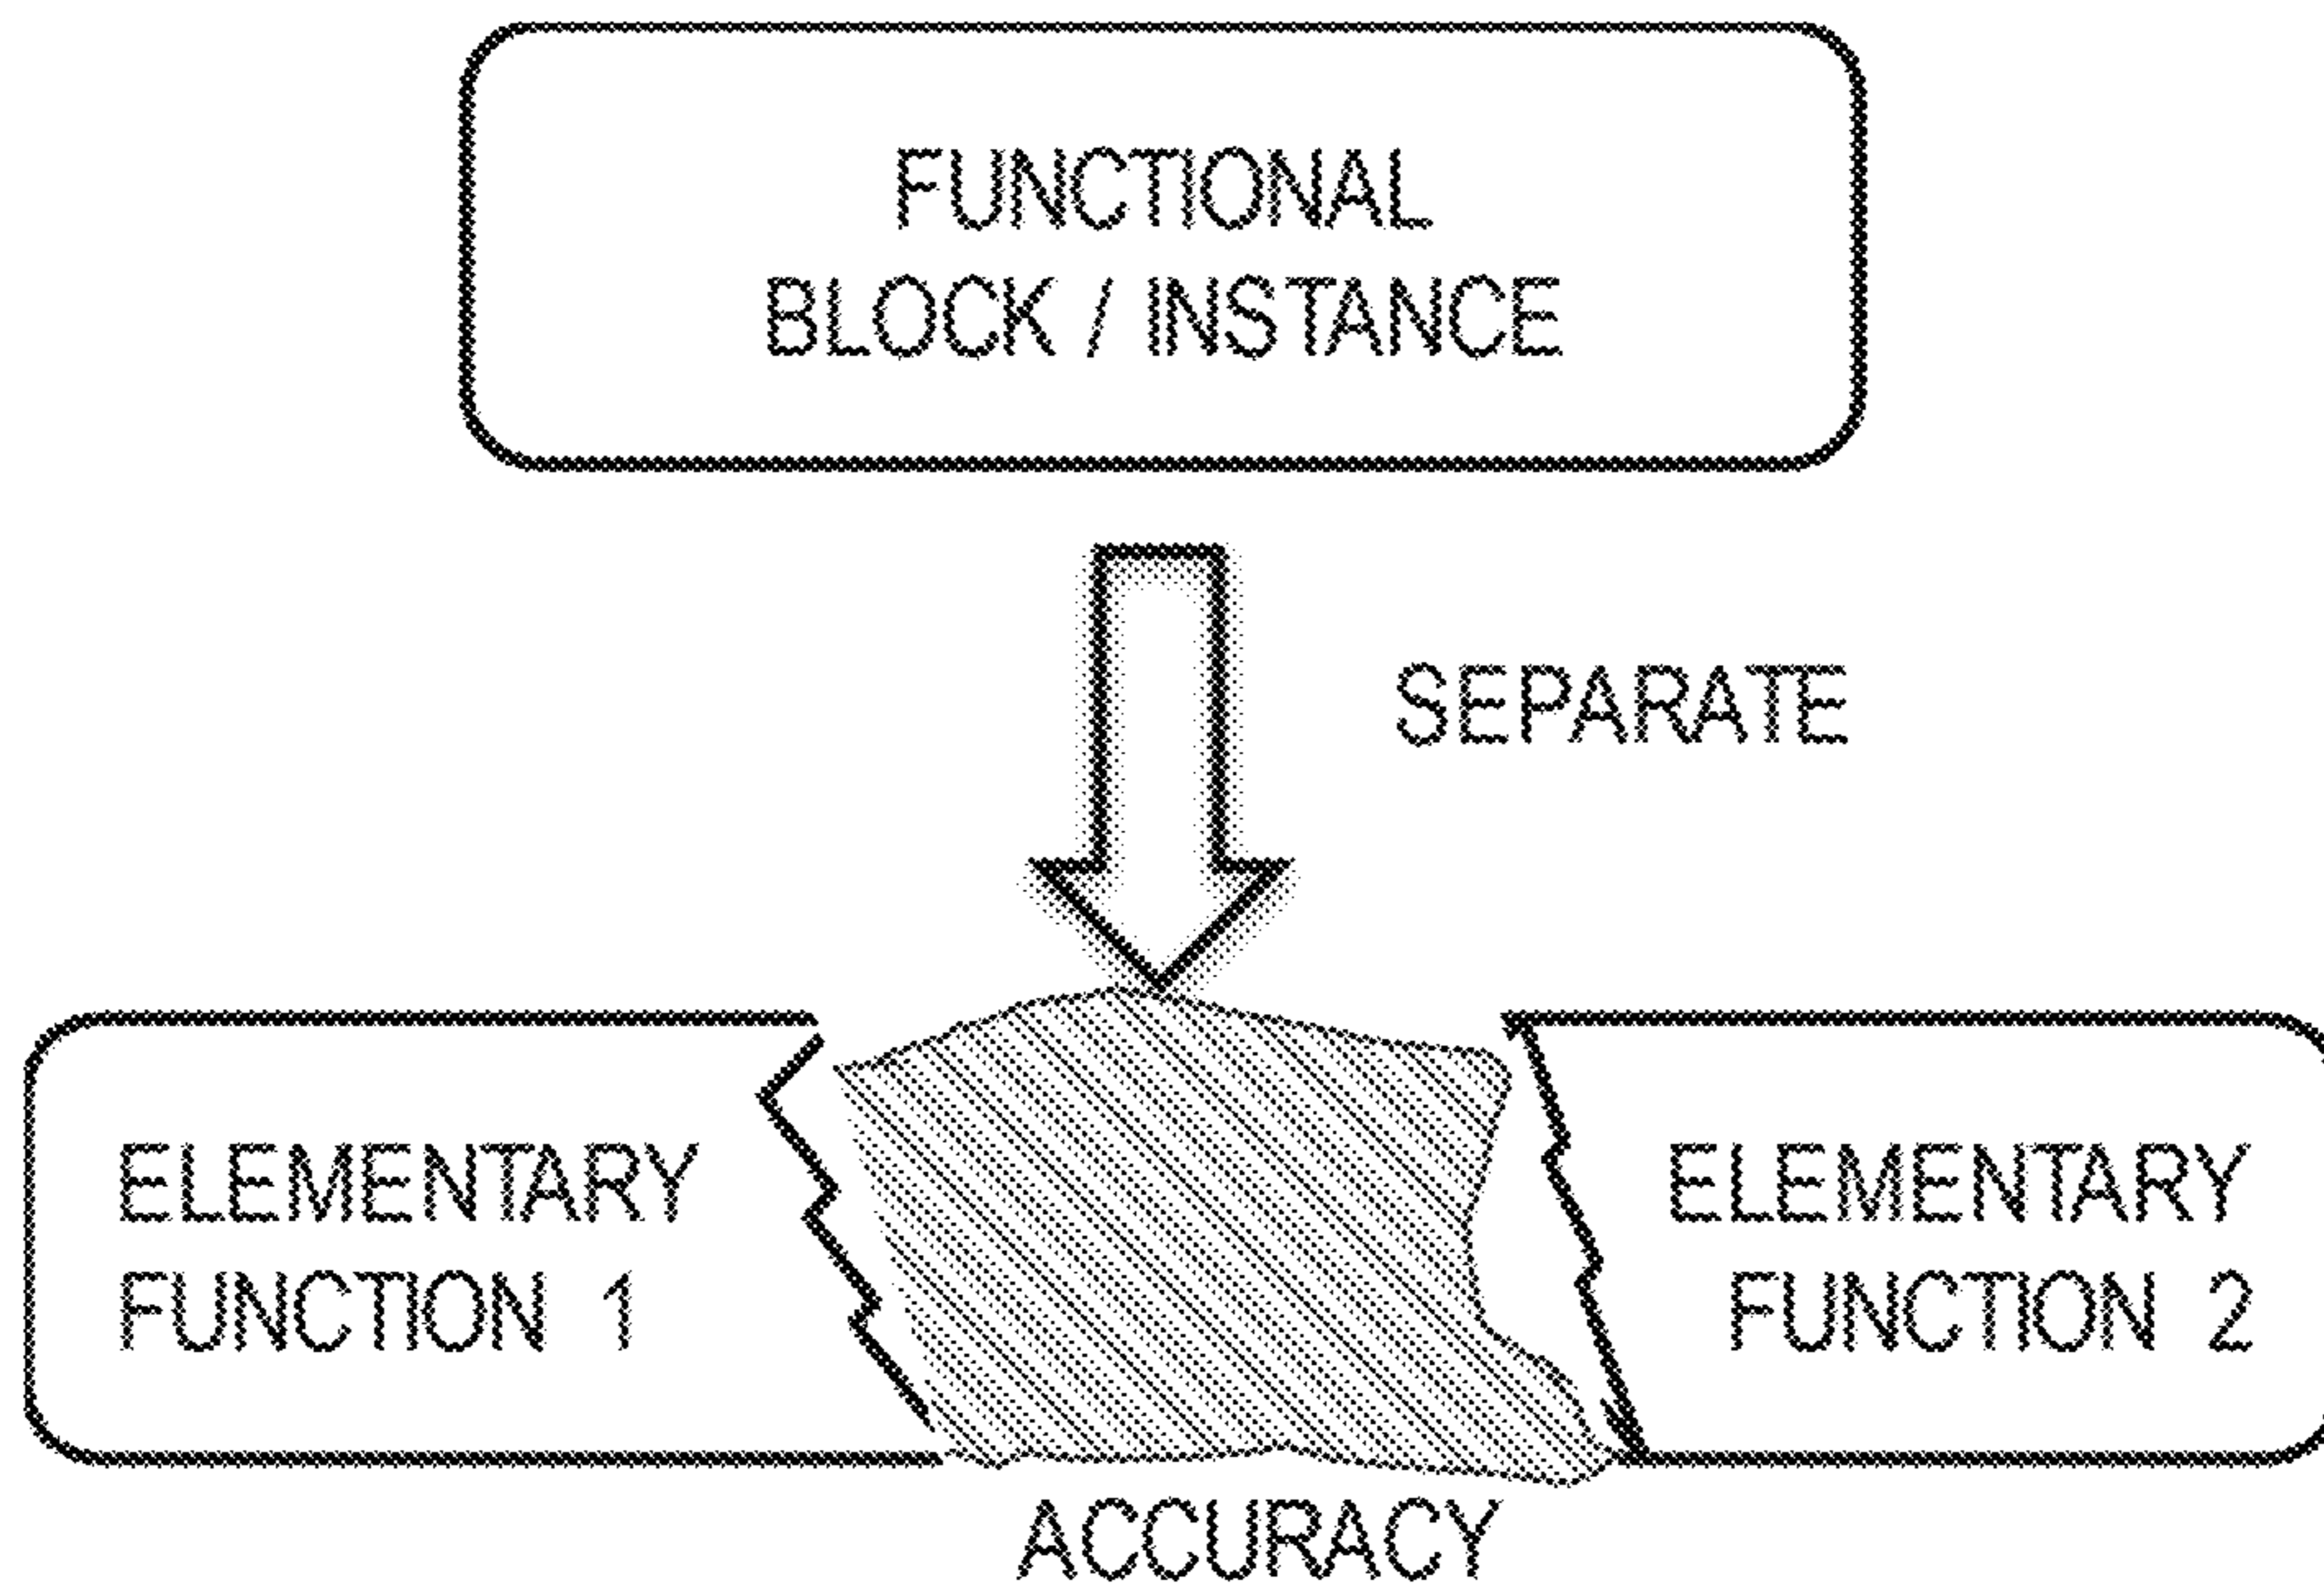 FUNCTIONAL
BLOCK / INSTANCE
SEPARATE
ELEMENTARY
FUNCTION 1
ELEMENTARY
FUNCTION 2
ACCURACY